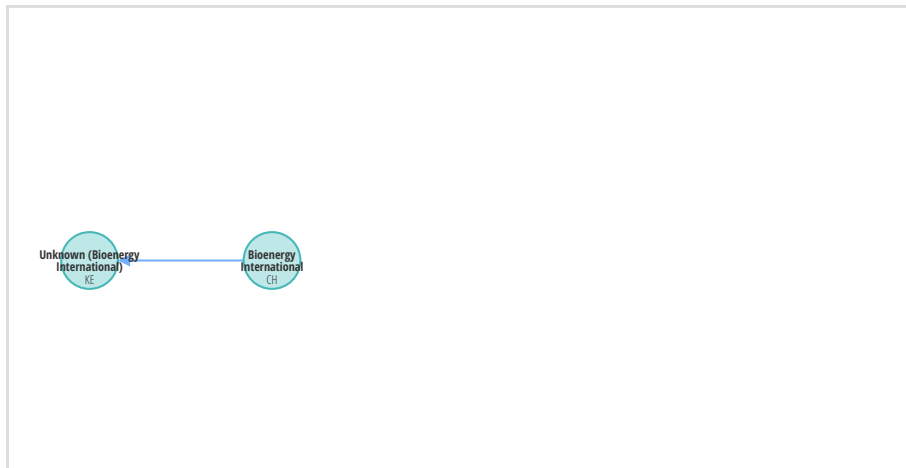 Unknown (Bioenergy
International)
KE
Bioenergy
International
CH